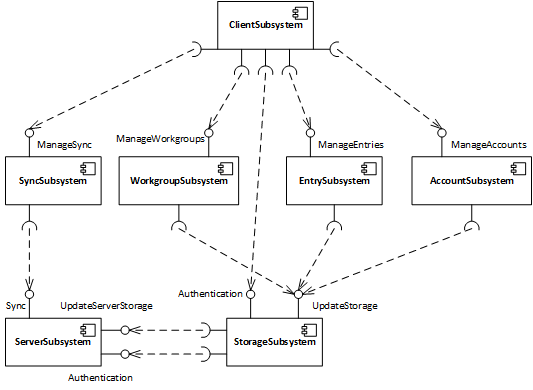 ClientSubsystem
ManageSync
ManageWorkgroups
ManageEntries
ManageAccounts
SyncSubsystem
WorkgroupSubsystem
EntrySubsystem
AccountSubsystem
Sync
UpdateServerStorage
Authentication
UpdateStorage
ServerSubsystem
StorageSubsystem
Authentication